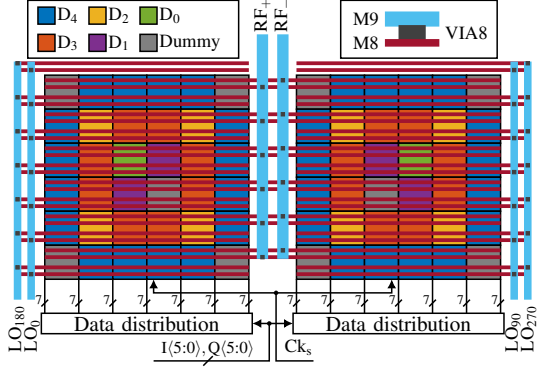 D4 D2 D0
D3 D1 Dummy
RF+
RF−
M9
VIA8
M8
LO180
LO0
7 7 7 7 7 7
7 7 7 7 7 7
LO90
LO270
Data distribution
Data distribution
I⟨5:0⟩, Q⟨5:0⟩
Cks